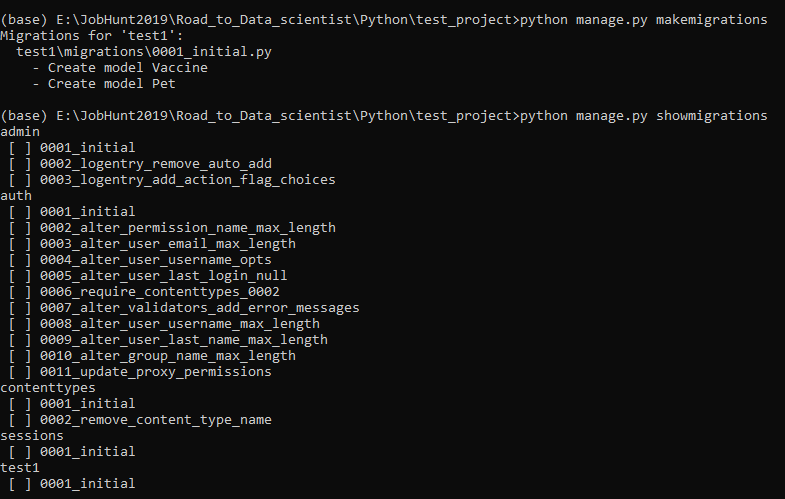 (base) E:\JobHunt2019\Road_to_Data_scientist\Python\test_project>python manage.py makemigrations
Migrations for 'test1':
  test1\migrations\0001_initial.py
    - Create model Vaccine
    - Create model Pet

(base) E:\JobHunt2019\Road_to_Data_scientist\Python\test_project>python manage.py showmigrations
admin
 [ ] 0001_initial
 [ ] 0002_logentry_remove_auto_add
 [ ] 0003_logentry_add_action_flag_choices
auth
 [ ] 0001_initial
 [ ] 0002_alter_permission_name_max_length
 [ ] 0003_alter_user_email_max_length
 [ ] 0004_alter_user_username_opts
 [ ] 0005_alter_user_last_login_null
 [ ] 0006_require_contenttypes_0002
 [ ] 0007_alter_validators_add_error_messages
 [ ] 0008_alter_user_username_max_length
 [ ] 0009_alter_user_last_name_max_length
 [ ] 0010_alter_group_name_max_length
 [ ] 0011_update_proxy_permissions
contenttypes
 [ ] 0001_initial
 [ ] 0002_remove_content_type_name
sessions
 [ ] 0001_initial
test1
 [ ] 0001_initial